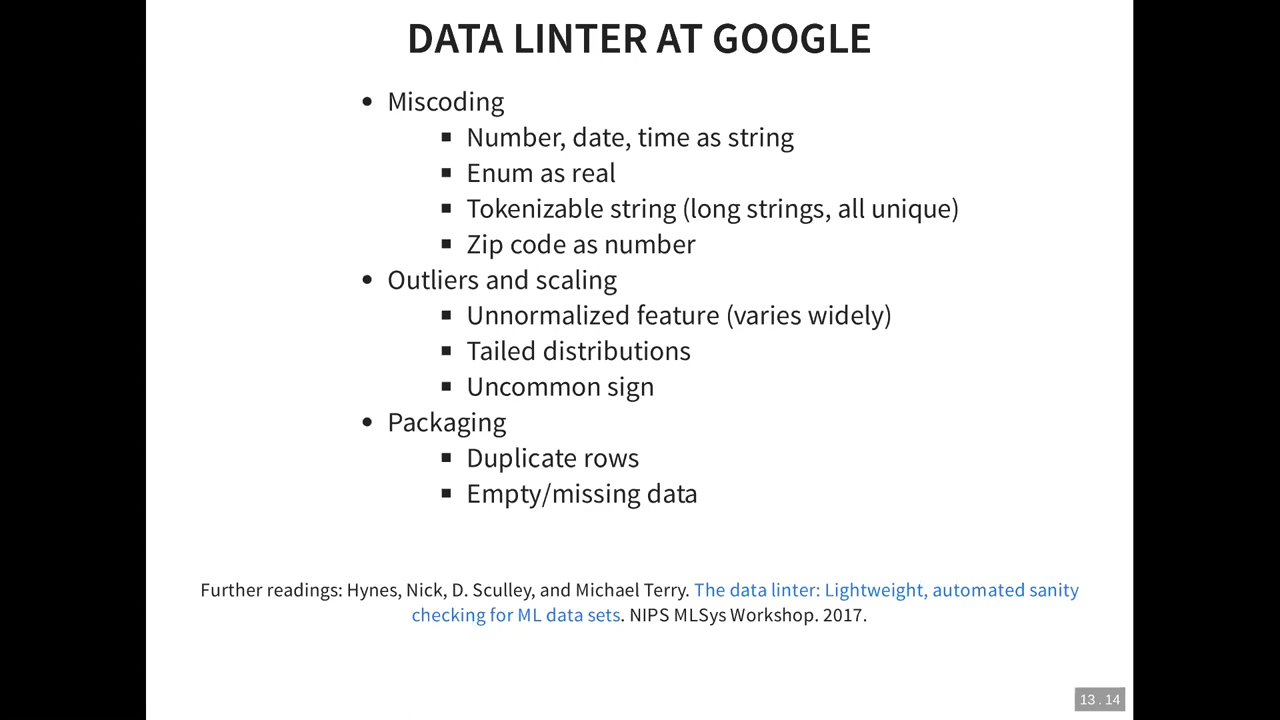 DATA LINTER AT GOOGLE
• Miscoding
▪ Number, date, time as string
▪ Enum as real
▪ Tokenizable string (long strings, all unique)
▪ Zip code as number
• Outliers and scaling
▪ Unnormalized feature (varies widely)
▪ Tailed distributions
▪ Uncommon sign
• Packaging
▪ Duplicate rows
▪ Empty/missing data
Further readings: Hynes, Nick, D. Sculley, and Michael Terry. The data linter: Lightweight, automated sanity
checking for ML data sets. NIPS MLSys Workshop. 2017.
13 . 14